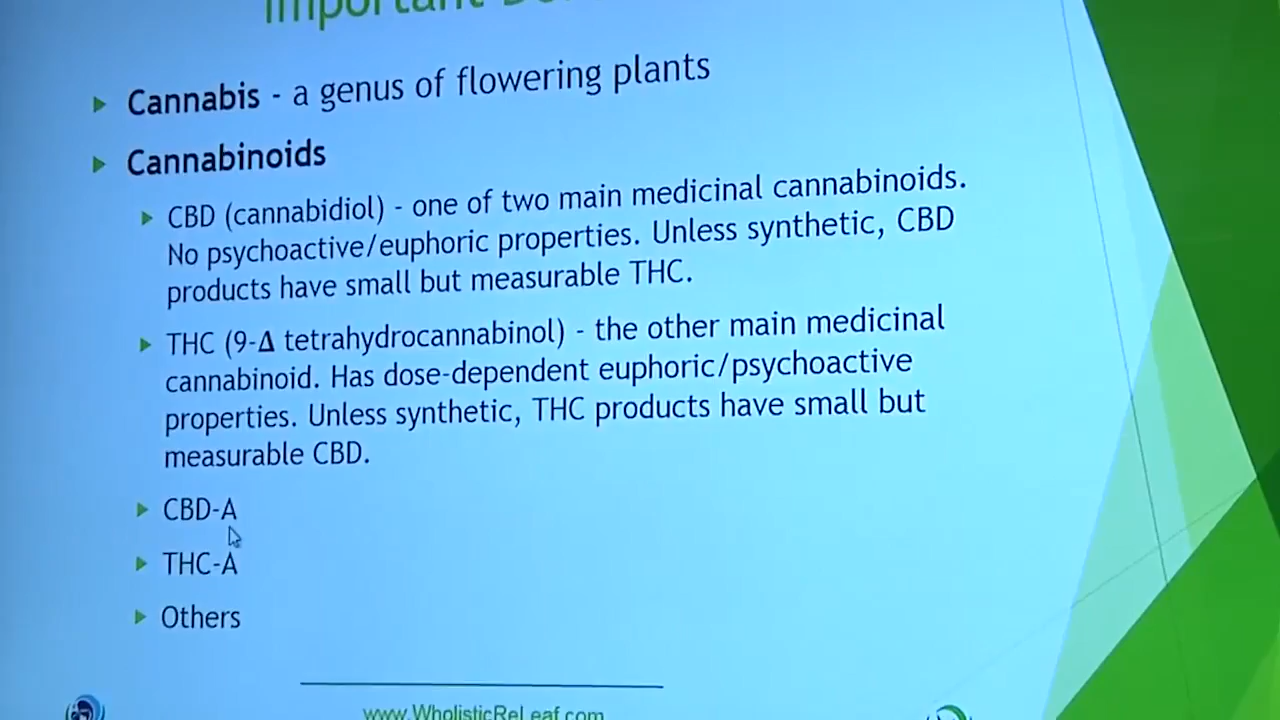 Important
Cannabis - a genus of flowering plants
Cannabinoids
CBD (cannabidiol) - one of two main medicinal cannabinoids.
No psychoactive/euphoric properties. Unless synthetic, CBD
products have small but measurable THC.
THC (9-Δ tetrahydrocannabinol) - the other main medicinal
cannabinoid. Has dose-dependent euphoric/psychoactive
properties. Unless synthetic, THC products have small but
measurable CBD.
CBD-A
THC-A
Others
www.WholisticReLeaf.com